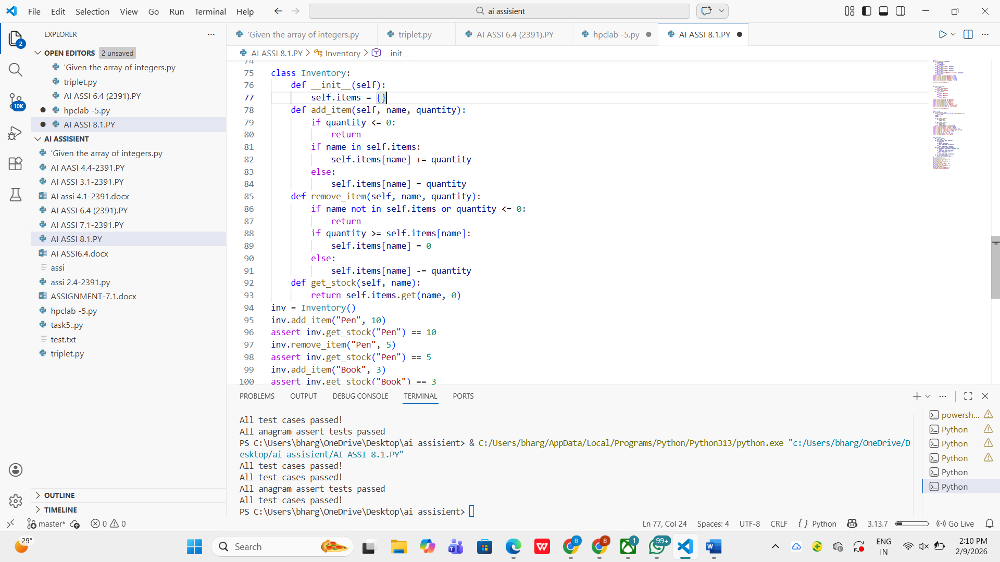 File Edit Selection View Go Run Terminal Help
ai assisient
EXPLORER
OPEN EDITORS 2 unsaved
'Given the array of integers.py
triplet.py
AI ASSI 6.4 (2391).PY
hpclab -5.py
AI ASSI 8.1.PY
AI ASSISIENT
'Given the array of integers.py
AI AASI 4.4-2391.PY
AI ASSI 3.1-2391.PY
AI assi 4.1-2391.docx
AI ASSI 6.4 (2391).PY
AI ASSI 7.1-2391.PY
AI ASSI 8.1.PY
AI ASSI6.4.docx
assi
assi 2.4-2391.py
ASSIGNMENT-7.1.docx
hpclab -5.py
task5..py
test.txt
triplet.py
OUTLINE
TIMELINE
2
10K
'Given the array of integers.py triplet.py AI ASSI 6.4 (2391).PY hpclab -5.py AI ASSI 8.1.PY
AI ASSI 8.1.PY > Inventory > __init__
74
75 class Inventory:
76 def __init__(self):
77 self.items = {}
78 def add_item(self, name, quantity):
79 if quantity <= 0:
80 return
81 if name in self.items:
82 self.items[name] += quantity
83 else:
84 self.items[name] = quantity
85 def remove_item(self, name, quantity):
86 if name not in self.items or quantity <= 0:
87 return
88 if quantity >= self.items[name]:
89 self.items[name] = 0
90 else:
91 self.items[name] -= quantity
92 def get_stock(self, name):
93 return self.items.get(name, 0)
94 inv = Inventory()
95 inv.add_item("Pen", 10)
96 assert inv.get_stock("Pen") == 10
97 inv.remove_item("Pen", 5)
98 assert inv.get_stock("Pen") == 5
99 inv.add_item("Book", 3)
100 assert inv.get_stock("Book") == 3
PROBLEMS OUTPUT DEBUG CONSOLE TERMINAL PORTS
All test cases passed!
All anagram assert tests passed
PS C:\Users\bharg\OneDrive\Desktop\ai assisient> & C:/Users/bharg/AppData/Local/Programs/Python/Python313/python.exe "c:/Users/bharg/OneDrive/D
esktop/ai assisient/AI ASSI 8.1.PY"
All test cases passed!
All test cases passed!
All anagram assert tests passed
All test cases passed!
PS C:\Users\bharg\OneDrive\Desktop\ai assisient>
powersh...
Python
Python
Python
Python
Python
master* 0 0 Ln 77, Col 24 Spaces: 4 UTF-8 CRLF { } Python 3.13.7 Go Live
29° Search 1 99+ ENG 2:10 PM
IN 2/9/2026